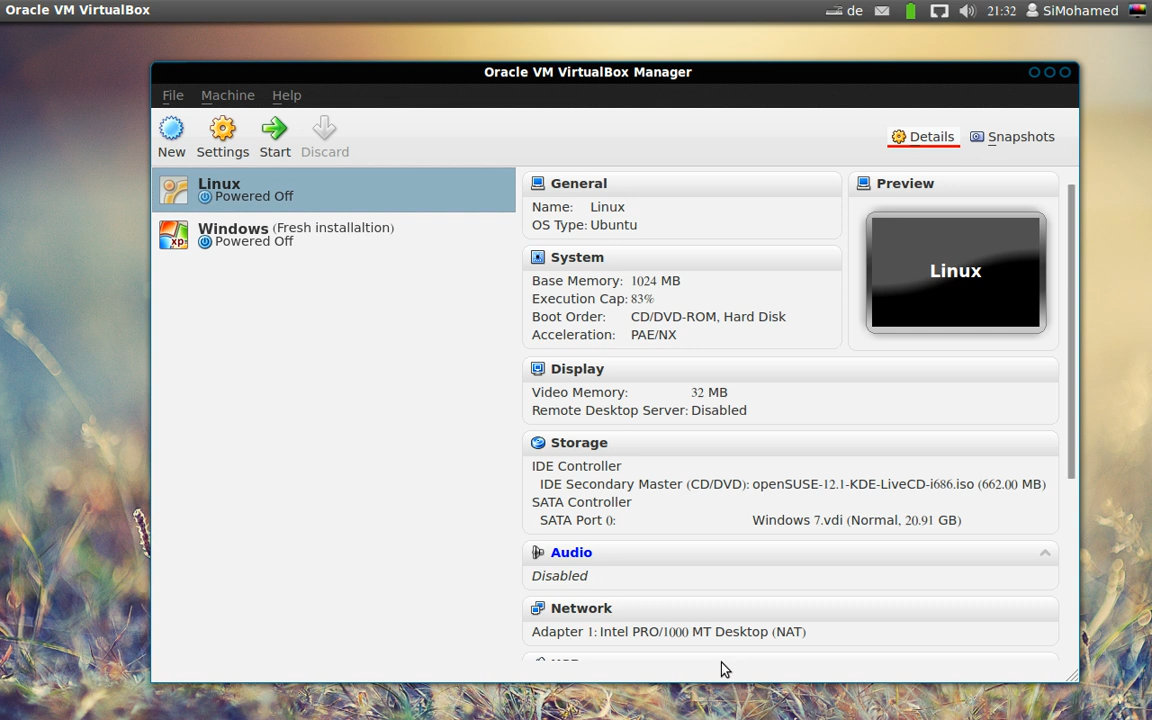 Oracle VM VirtualBox
de
21:32
SiMohamed
Oracle VM VirtualBox Manager
File Machine Help
New Settings Start Discard
Details Snapshots
Linux
Powered Off
Windows (Fresh installaltion)
Powered Off
xp
General
Name: Linux
OS Type: Ubuntu
Preview
Linux
System
Base Memory: 1024 MB
Execution Cap: 83%
Boot Order: CD/DVD-ROM, Hard Disk
Acceleration: PAE/NX
Display
Video Memory: 32 MB
Remote Desktop Server: Disabled
Storage
IDE Controller
IDE Secondary Master (CD/DVD): openSUSE-12.1-KDE-LiveCD-i686.iso (662.00 MB)
SATA Controller
SATA Port 0: Windows 7.vdi (Normal, 20.91 GB)
Audio
Disabled
Network
Adapter 1: Intel PRO/1000 MT Desktop (NAT)